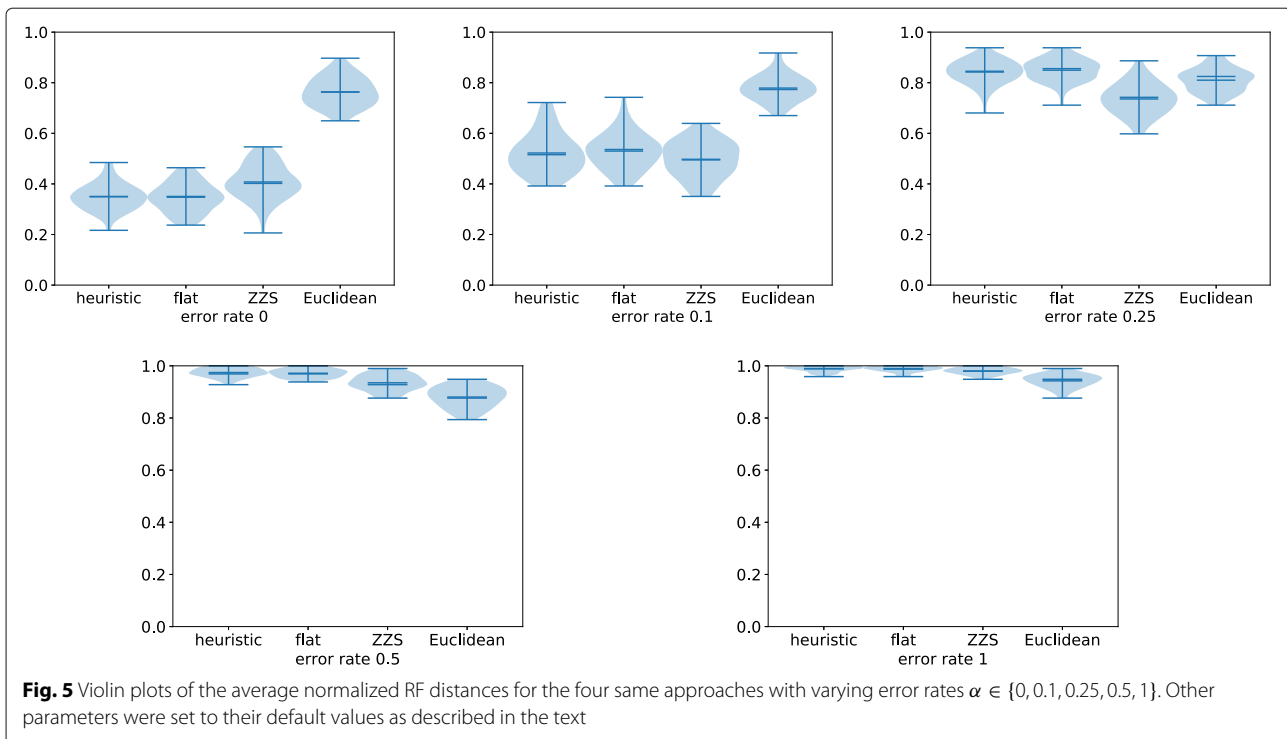 1.0
0.8
0.6
0.4
0.2
0.0
heuristic flat ZZS Euclidean
error rate 0
1.0
0.8
0.6
0.4
0.2
0.0
heuristic flat ZZS Euclidean
error rate 0.1
1.0
0.8
0.6
0.4
0.2
0.0
heuristic flat ZZS Euclidean
error rate 0.25
1.0
0.8
0.6
0.4
0.2
0.0
heuristic flat ZZS Euclidean
error rate 0.5
1.0
0.8
0.6
0.4
0.2
0.0
heuristic flat ZZS Euclidean
error rate 1
Fig. 5 Violin plots of the average normalized RF distances for the four same approaches with varying error rates α ∈ {0, 0.1, 0.25, 0.5, 1}. Other
parameters were set to their default values as described in the text